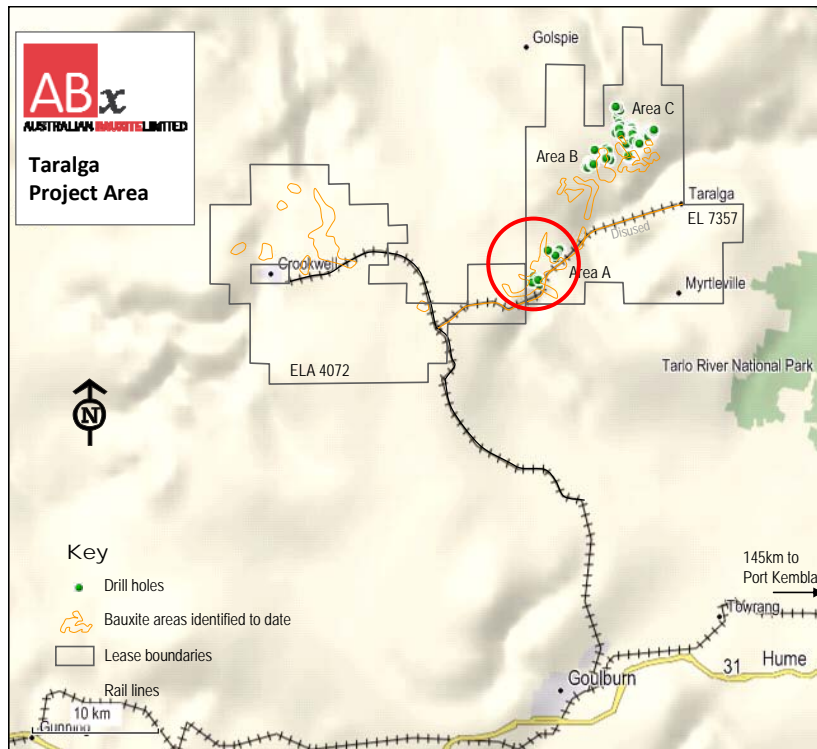 ABx
AUSTRALIAN BAUXITE LIMITED
Taralga
Project Area
Golspie
Area C
Area B
Taralga
EL 7357
Disused
Area A
Crookwell
Myrtleville
ELA 4072
Tarlo River National Park
N
Key
Drill holes
Bauxite areas identified to date
Lease boundaries
Rail lines
10 km
Gunning
145km to
Port Kembla
Towrang
31 Hume
Goulburn